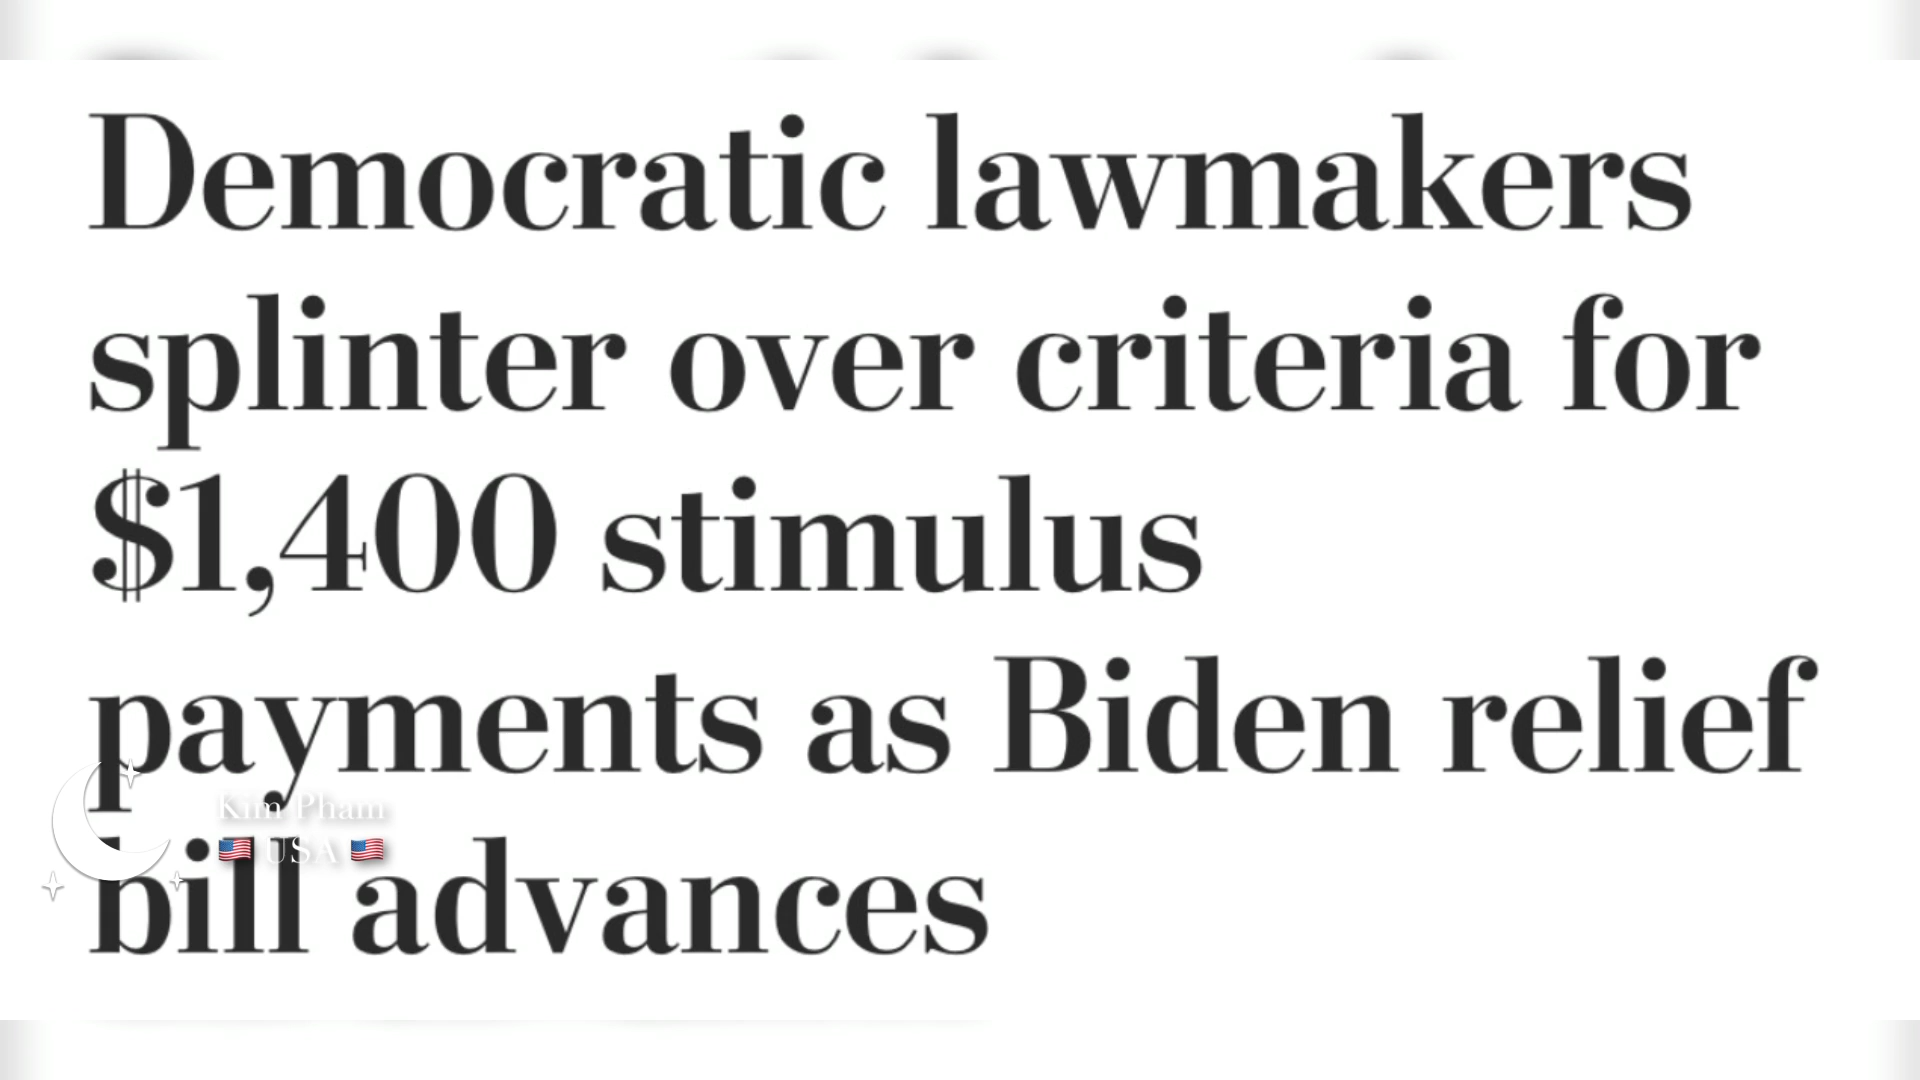 Democratic lawmakers
splinter over criteria for
$1,400 stimulus
payments as Biden relief
bill advances
Kim Pham
🇺🇸 USA 🇺🇸